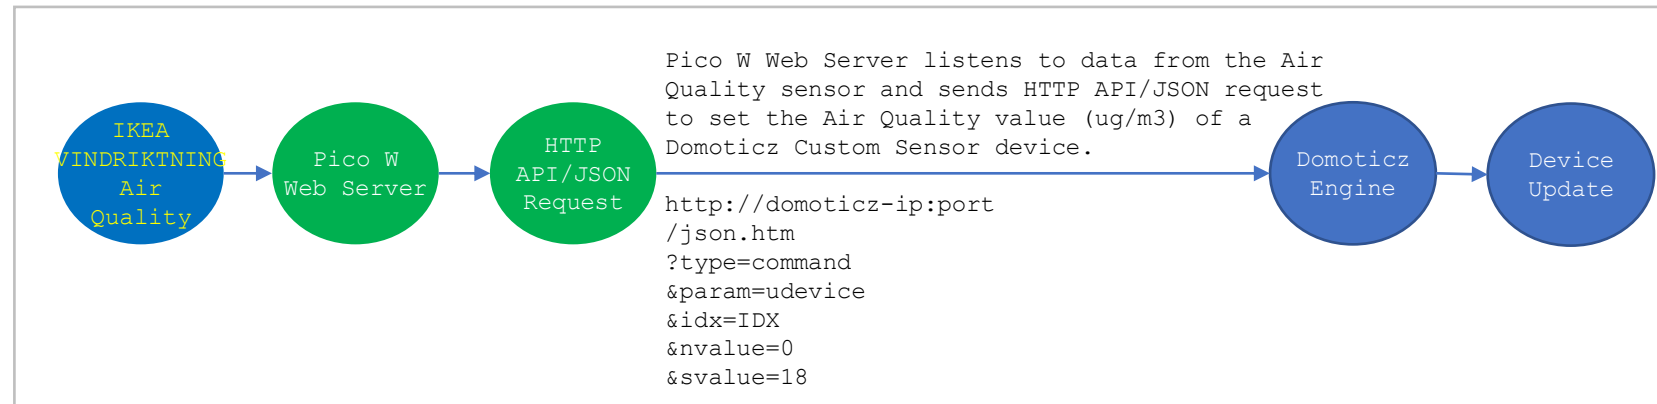 IKEA
VINDRIKTNING
Air
Quality
Pico W
Web Server
HTTP
API/JSON
Request
Pico W Web Server listens to data from the Air
Quality sensor and sends HTTP API/JSON request
to set the Air Quality value (ug/m3) of a
Domoticz Custom Sensor device.
http://domoticz-ip:port
/json.htm
?type=command
&param=udevice
&idx=IDX
&nvalue=0
&svalue=18
Domoticz
Engine
Device
Update